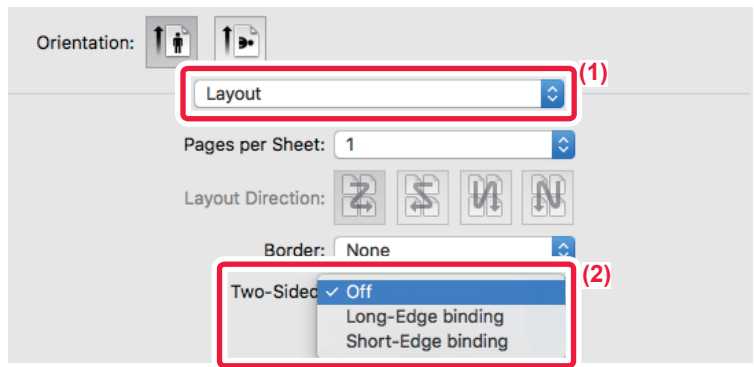 Orientation:
(1)
Layout
Pages per Sheet: 1
Layout Direction:
Border: None
(2)
Two-Sided ✓ Off
Long-Edge binding
Short-Edge binding